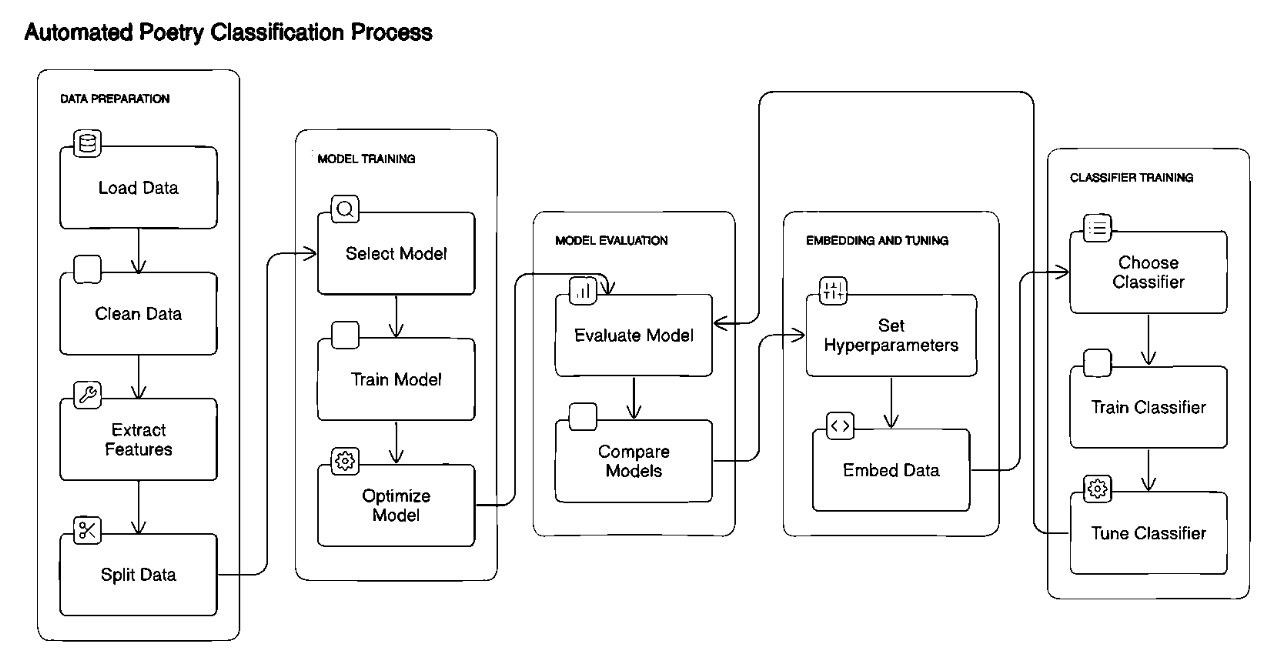 Automated Poetry Classification Process
DATA PREPARATION
Load Data
Clean Data
Extract
Features
Split Data
MODEL TRAINING
Select Model
Train Model
Optimize
Model
MODEL EVALUATION
Evaluate Model
Compare
Models
EMBEDDING AND TUNING
Set
Hyperparameters
Embed Data
CLASSIFIER TRAINING
Choose
Classifier
Train Classifier
Tune Classifier